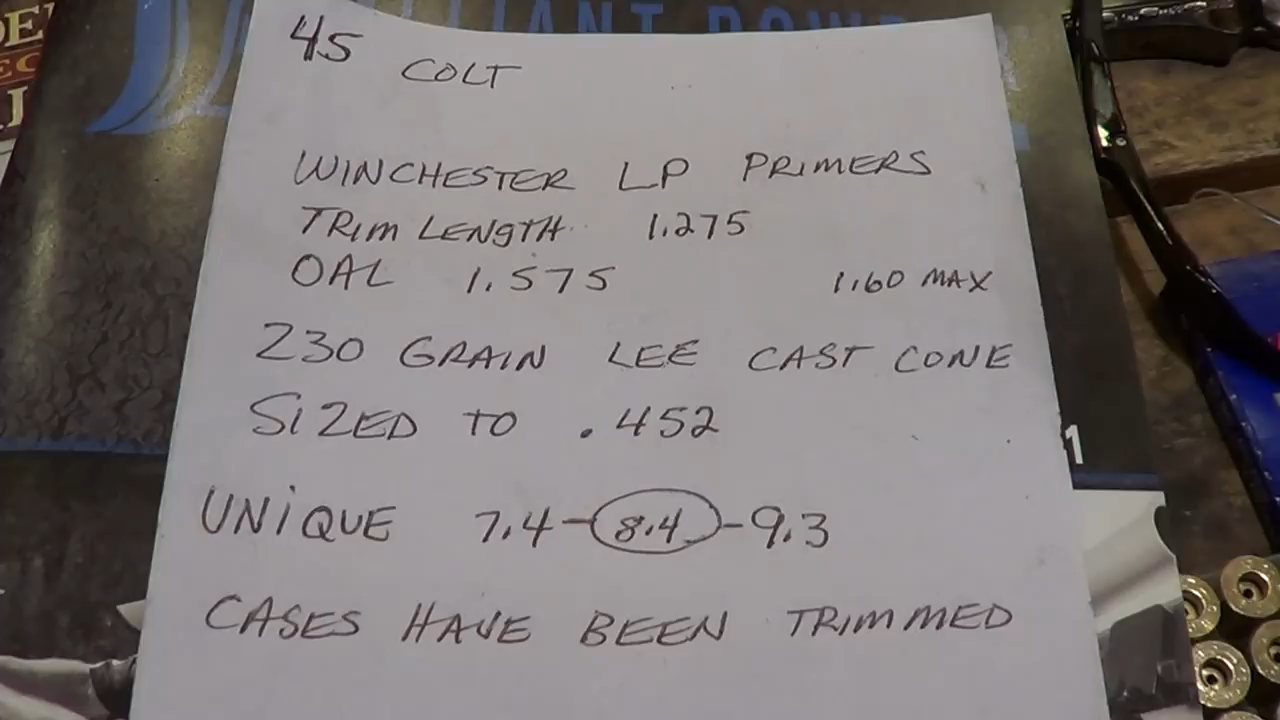 45 COLT
WINCHESTER LP PRIMERS
TRIM LENGTH 1.275
OAL 1.575 1.60 MAX
230 GRAIN LEE CAST CONE
SIZED TO .452
UNIQUE 7.4-8.4-9.3
CASES HAVE BEEN TRIMMED
1